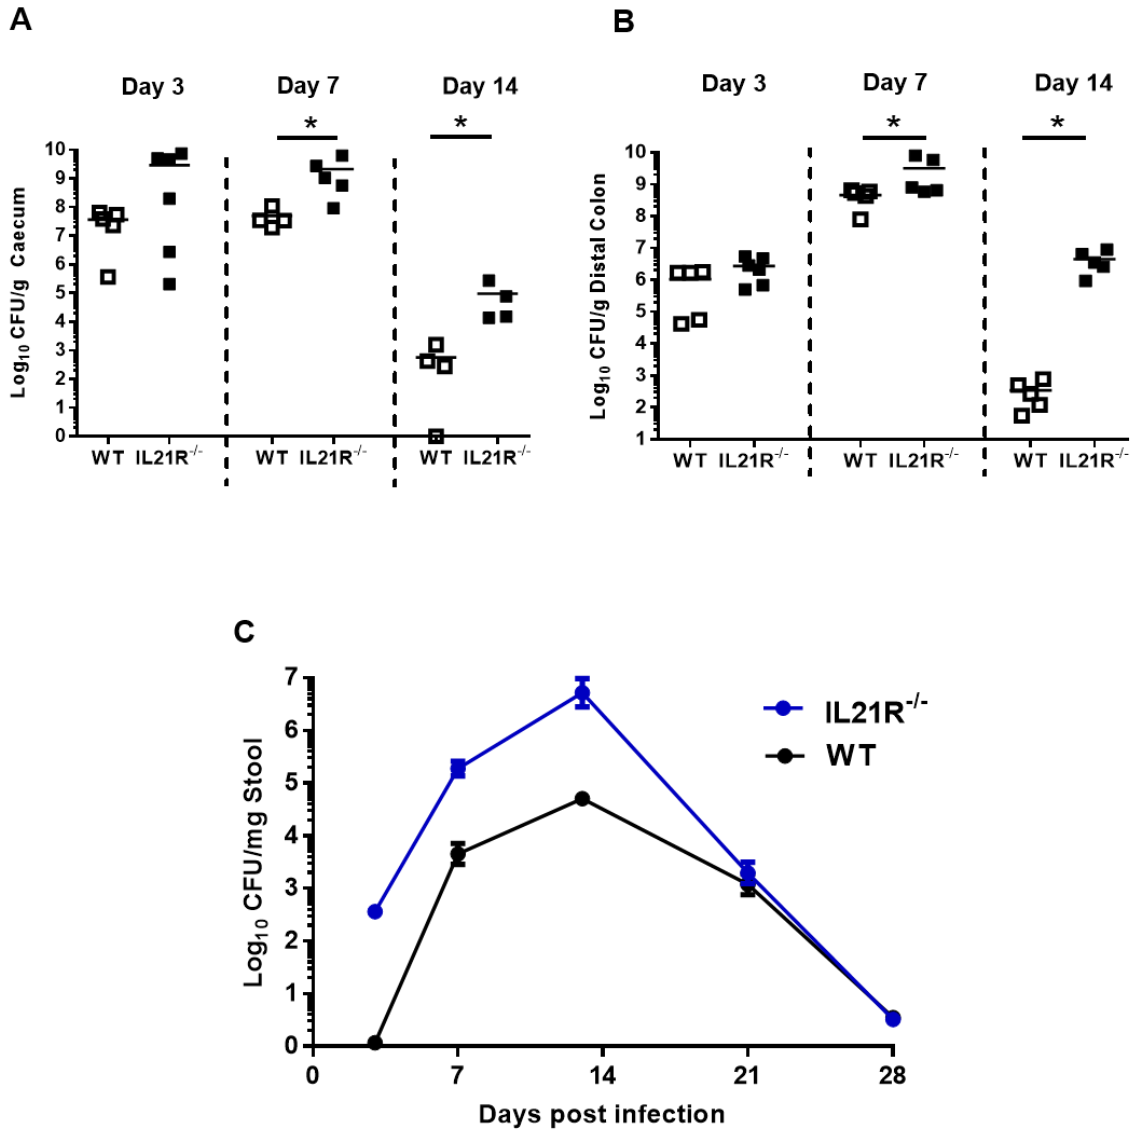 A
B
Day 3
Day 7
Day 14
Day 3
Day 7
Day 14
*
*
*
*
Log10 CFU/g Caecum
10
9
8
7
6
5
4
3
2
1
0
WT IL21R-/-
WT IL21R-/-
WT IL21R-/-
Log10 CFU/g Distal Colon
10
9
8
7
6
5
4
3
2
1
WT IL21R-/-
WT IL21R-/-
WT IL21R-/-
C
Log10 CFU/mg Stool
7
6
5
4
3
2
1
0
0
7
14
21
28
Days post infection
IL21R-/-
WT